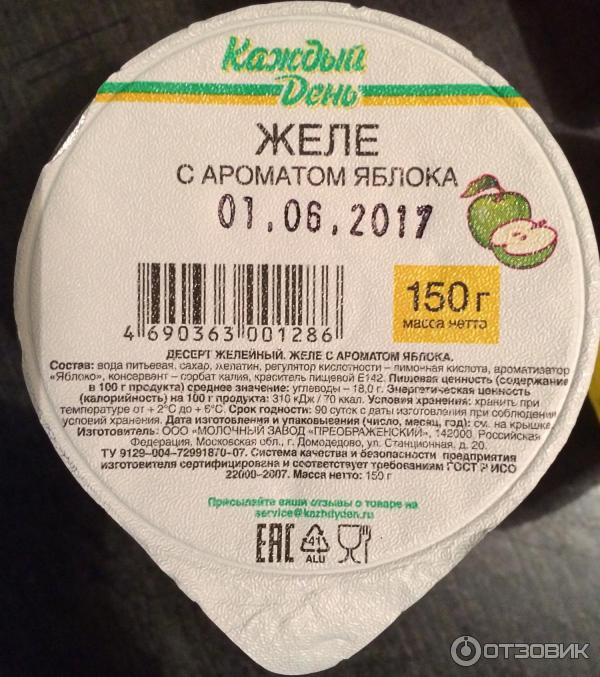 Каждый
День
ЖЕЛЕ
С АРОМАТОМ ЯБЛОКА
01.06.2017
150 г
масса нетто
4 690363 001286
ДЕСЕРТ ЖЕЛЕЙНЫЙ. ЖЕЛЕ С АРОМАТОМ ЯБЛОКА.
Состав: вода питьевая, сахар, желатин, регулятор кислотности – лимонная кислота, ароматизатор
«Яблоко», консервант – сорбат калия, краситель пищевой Е142. Пищевая ценность (содержание
в 100 г продукта) среднее значение: углеводы – 18,0 г. Энергетическая ценность
(калорийность) на 100 г продукта: 310 кДж / 70 ккал. Условия хранения: хранить при
температуре от + 2°С до + 6°С. Срок годности: 90 суток с даты изготовления при соблюдении
условий хранения. Дата изготовления и упаковывания (число, месяц, год): см. на крышке.
Изготовитель: ООО «МОЛОЧНЫЙ ЗАВОД «ПРЕОБРАЖЕНСКИЙ», 142000, Российская
Федерация, Московская обл., г. Домодедово, ул. Станционная, д. 20.
ТУ 9129–004–72991870-07. Система качества и безопасности предприятия
изготовителя сертифицирована и соответствует требованиям ГОСТ Р ИСО
22000–2007. Масса нетто: 150 г
Присылайте ваши отзывы о товаре на
service@kazhdyden.ru
EAC
41
ALU
ОТЗОВИК